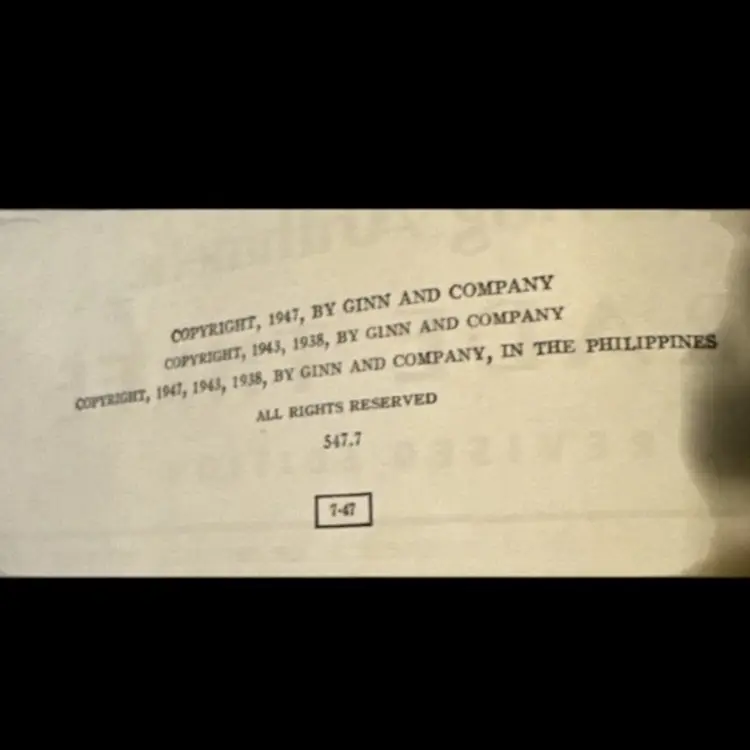 COPYRIGHT, 1947, BY GINN AND COMPANY
COPYRIGHT, 1943, 1938, BY GINN AND COMPANY
COPYRIGHT, 1947, 1943, 1938, BY GINN AND COMPANY, IN THE PHILIPPINES
ALL RIGHTS RESERVED
547.7
7-47